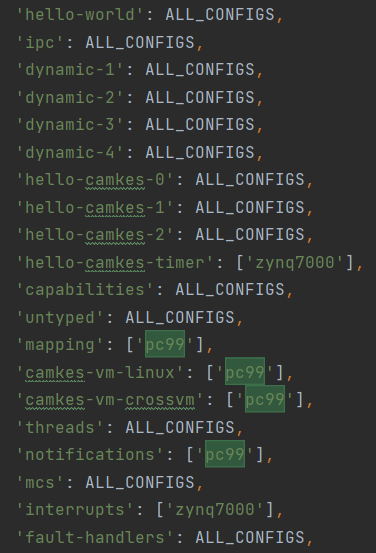 'hello-world': ALL_CONFIGS,
'ipc': ALL_CONFIGS,
'dynamic-1': ALL_CONFIGS,
'dynamic-2': ALL_CONFIGS,
'dynamic-3': ALL_CONFIGS,
'dynamic-4': ALL_CONFIGS,
'hello-camkes-0': ALL_CONFIGS,
'hello-camkes-1': ALL_CONFIGS,
'hello-camkes-2': ALL_CONFIGS,
'hello-camkes-timer': ['zynq7000'],
'capabilities': ALL_CONFIGS,
'untyped': ALL_CONFIGS,
'mapping': ['pc99'],
'camkes-vm-linux': ['pc99'],
'camkes-vm-crossvm': ['pc99'],
'threads': ALL_CONFIGS,
'notifications': ['pc99'],
'mcs': ALL_CONFIGS,
'interrupts': ['zynq7000'],
'fault-handlers': ALL_CONFIGS,